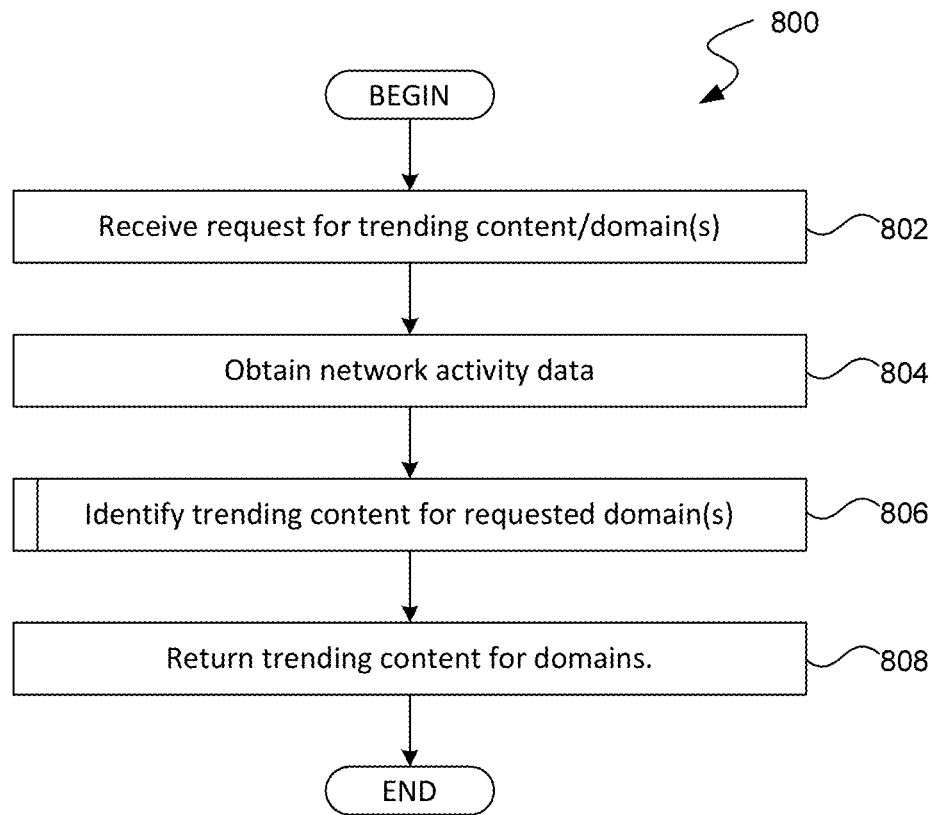 800
BEGIN
Receive request for trending content/domain(s)
802
Obtain network activity data
804
Identify trending content for requested domain(s)
806
Return trending content for domains.
808
END